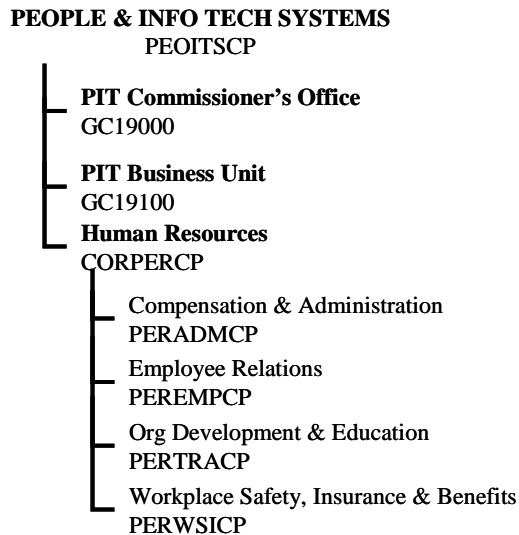 PEOPLE & INFO TECH SYSTEMS
PEOITSCP
PIT Commissioner's Office
GC19000
PIT Business Unit
GC19100
Human Resources
CORPERCP
Compensation & Administration
PERADMCP
Employee Relations
PEREMPCP
Org Development & Education
PERTRACP
Workplace Safety, Insurance & Benefits
PERWSICP